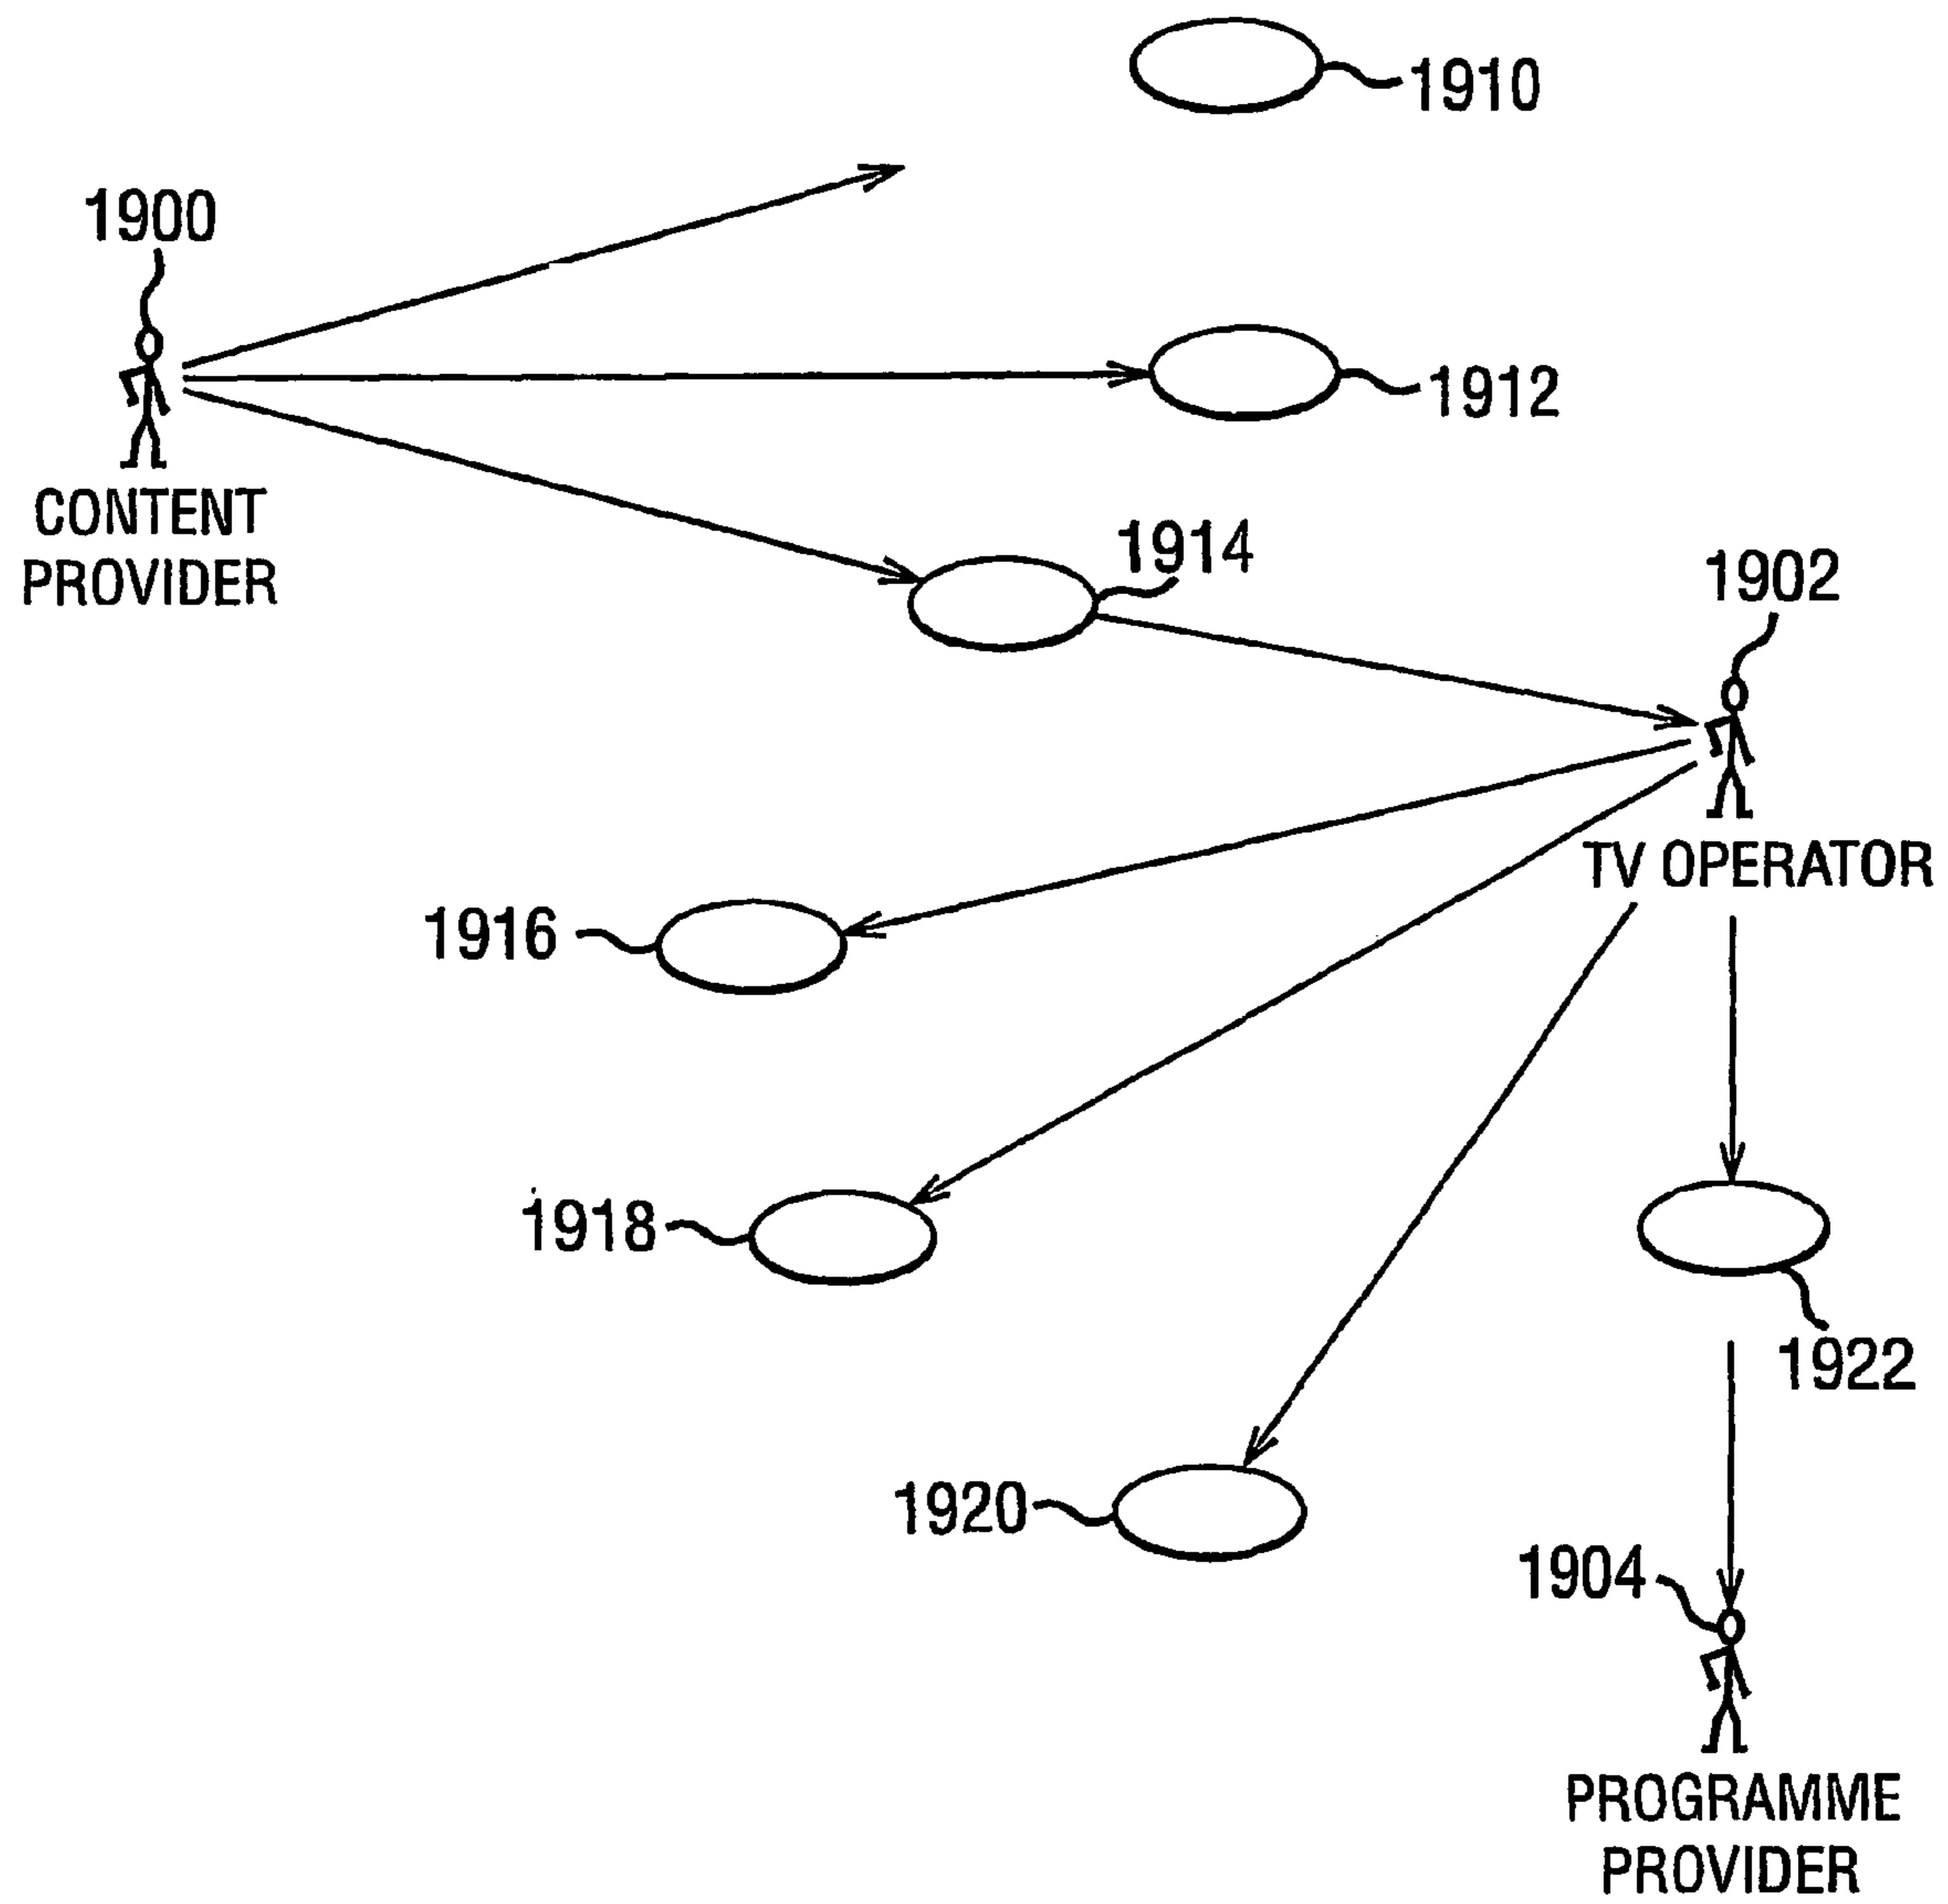 1910
1900
1912
CONTENT
PROVIDER
1914
1902
TV OPERATOR
1916
1918
1922
1920
1904
PROGRAMME
PROVIDER